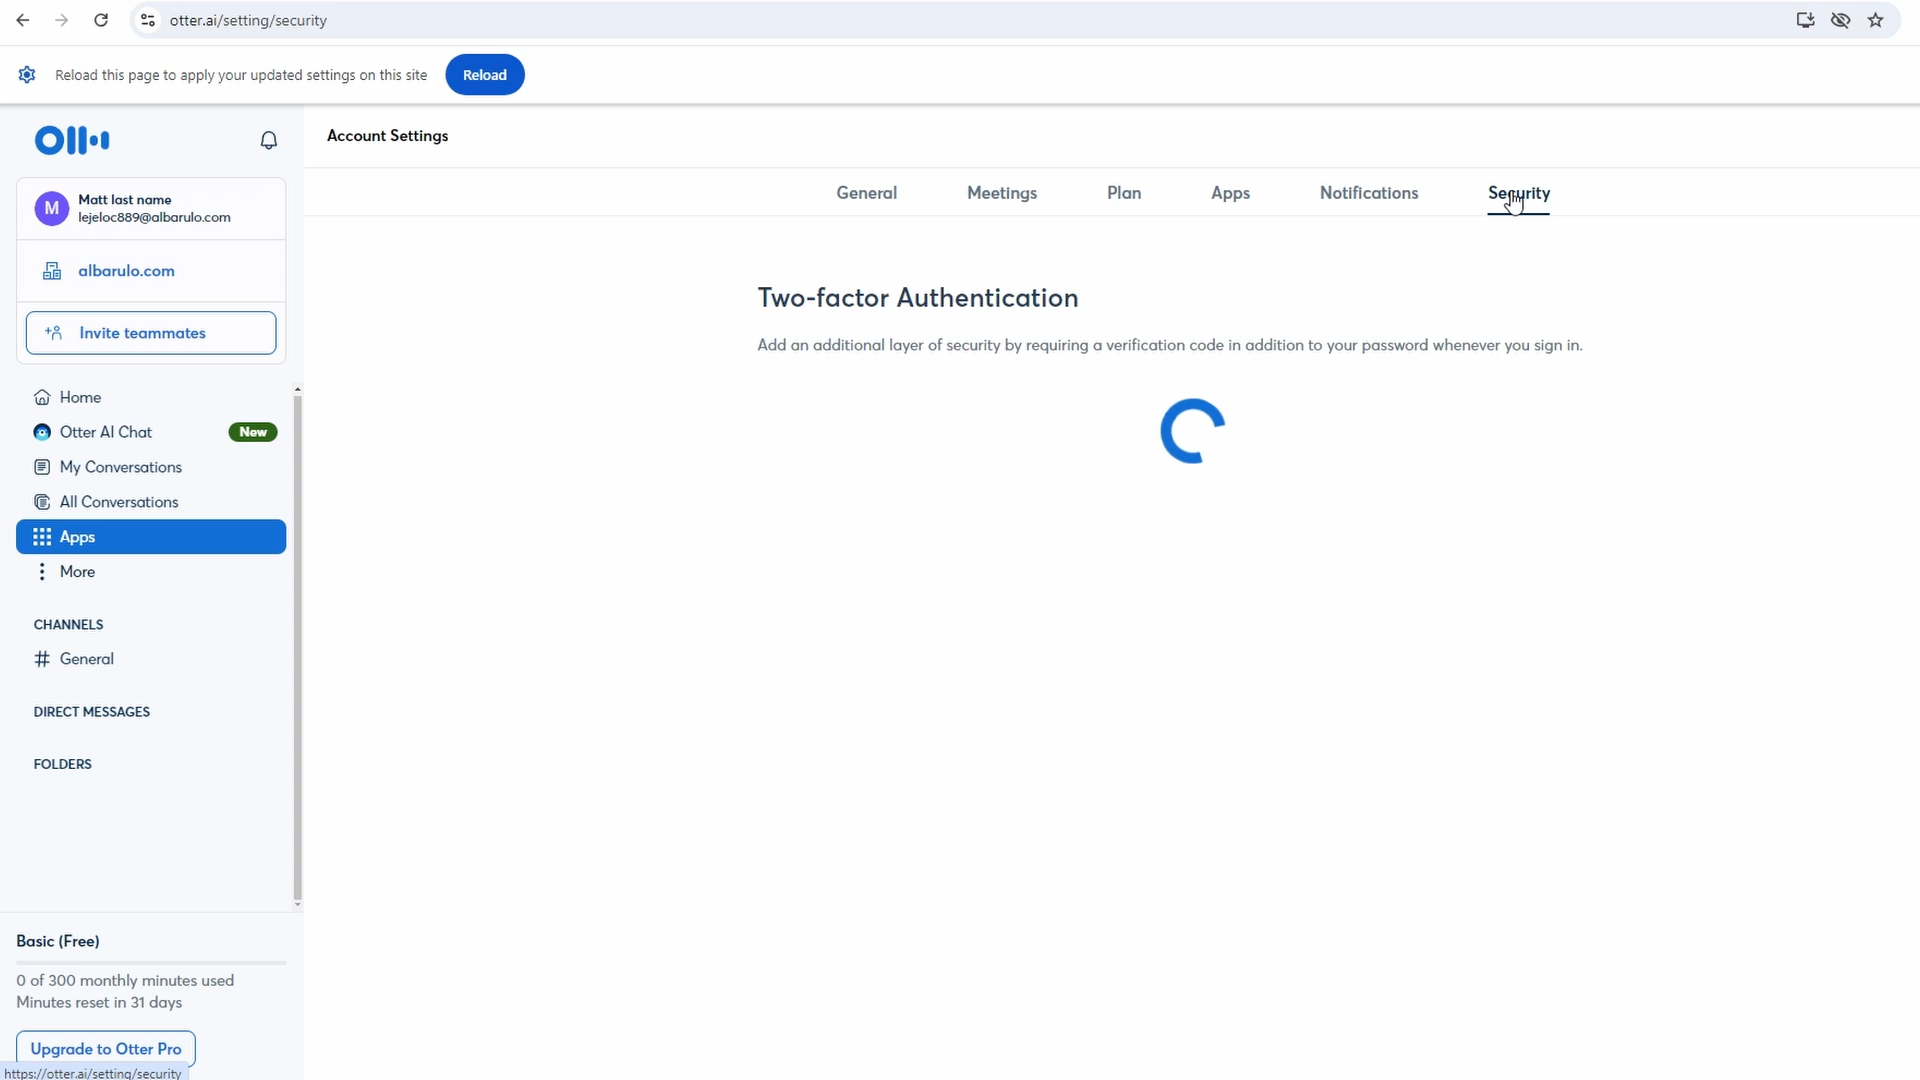 otter.ai/setting/security
Reload this page to apply your updated settings on this site
Reload
Account Settings
Matt last name
M
lejeloc889@albarulo.com
General
Meetings
Plan
Apps
Notifications
Security
albarulo.com
Invite teammates
Two-factor Authentication
Add an additional layer of security by requiring a verification code in addition to your password whenever you sign in.
Home
Otter AI Chat
New
My Conversations
All Conversations
Apps
More
CHANNELS
General
DIRECT MESSAGES
FOLDERS
Basic (Free)
0 of 300 monthly minutes used
Minutes reset in 31 days
Upgrade to Otter Pro
https://otter.ai/setting/security